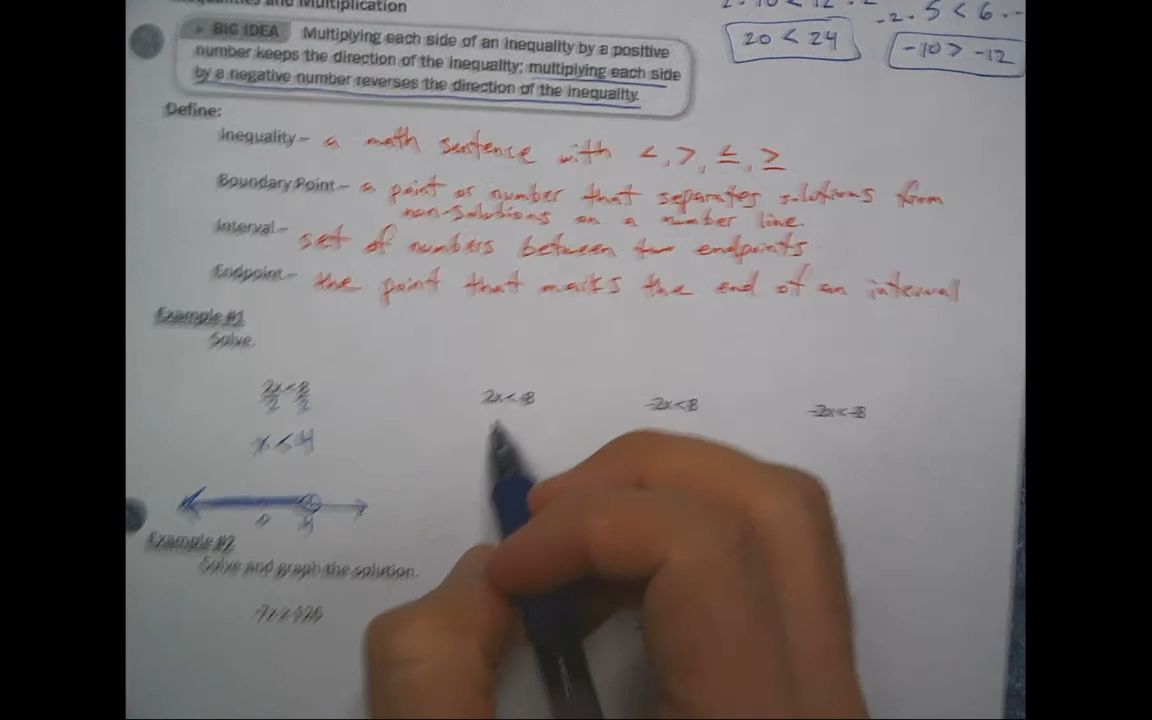 and Multiplication
2 · 10 < 12 · 2
-2 · 5 < 6 ·
20 < 24
-10 > -12
BIG IDEA Multiplying each side of an inequality by a positive
number keeps the direction of the inequality; multiplying each side
by a negative number reverses the direction of the inequality.
Define:
Inequality – a math sentence with <, >, ≤, ≥
Boundary Point – a point or number that separates solutions from
non-solutions on a number line.
Interval – set of numbers between two endpoints
Endpoint – the point that marks the end of an interval
Example #1
Solve.
2x < 8
2 2
x < 4
0 4
2x < -8
-2x < 8
-2x < -8
Example #2
Solve and graph the solution.